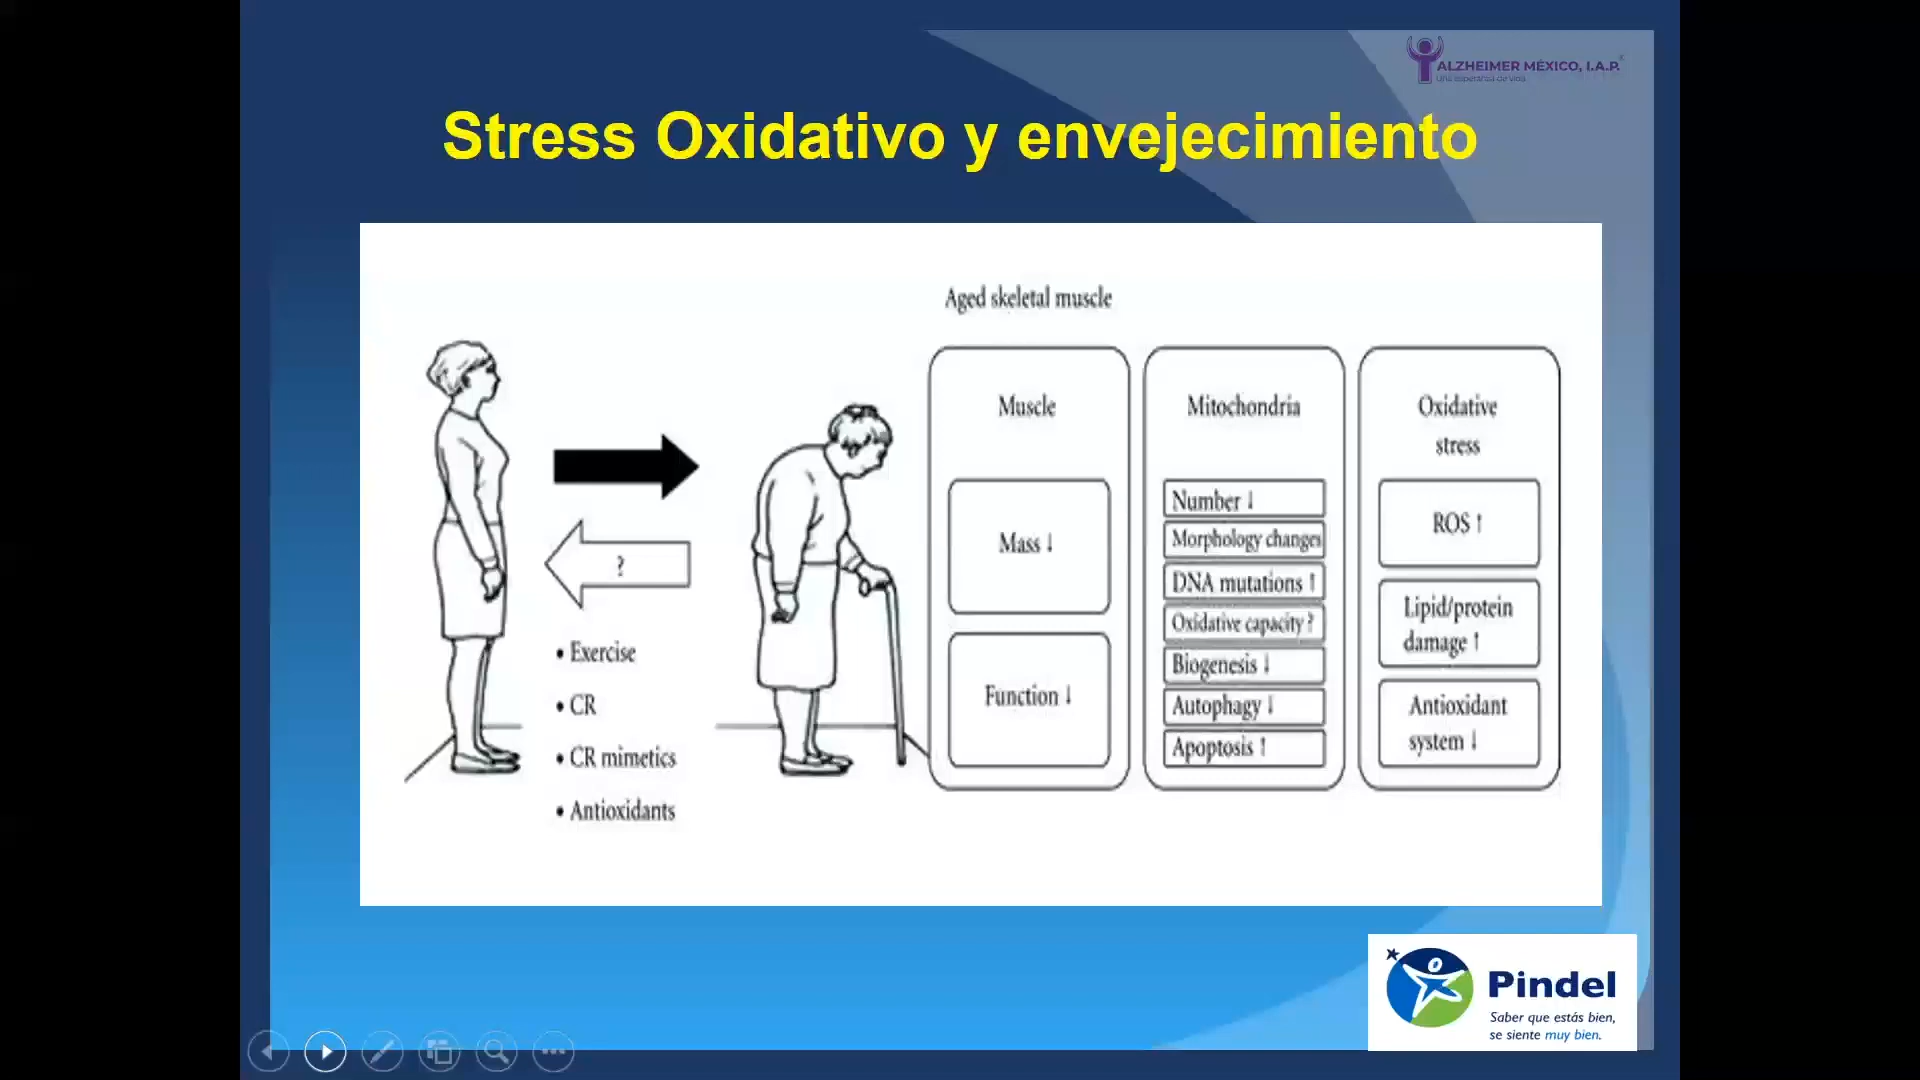 ALZHEIMER MÉXICO, I.A.P.
Una esperanza de vida
Stress Oxidativo y envejecimiento
Aged skeletal muscle
?
• Exercise
• CR
• CR mimetics
• Antioxidants
Muscle
Mass ↓
Function ↓
Mitochondria
Number ↓
Morphology changes
DNA mutations ↑
Oxidative capacity ?
Biogenesis ↓
Autophagy ↓
Apoptosis ↑
Oxidative
stress
ROS ↑
Lipid/protein
damage ↑
Antioxidant
system ↓
Pindel
Saber que estás bien,
se siente muy bien.